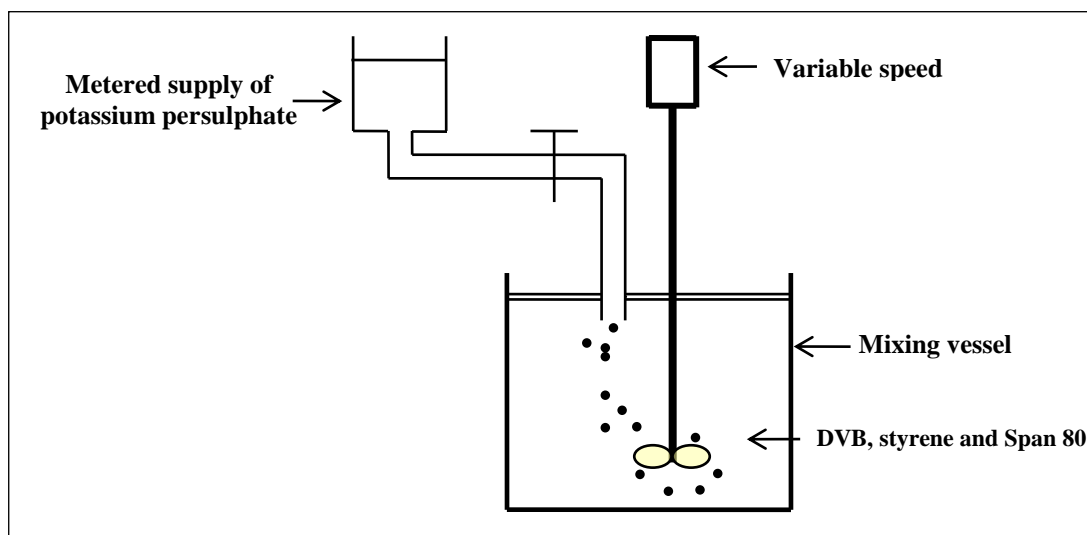 Metered supply of
potassium persulphate
Variable speed
Mixing vessel
DVB, styrene and Span 80